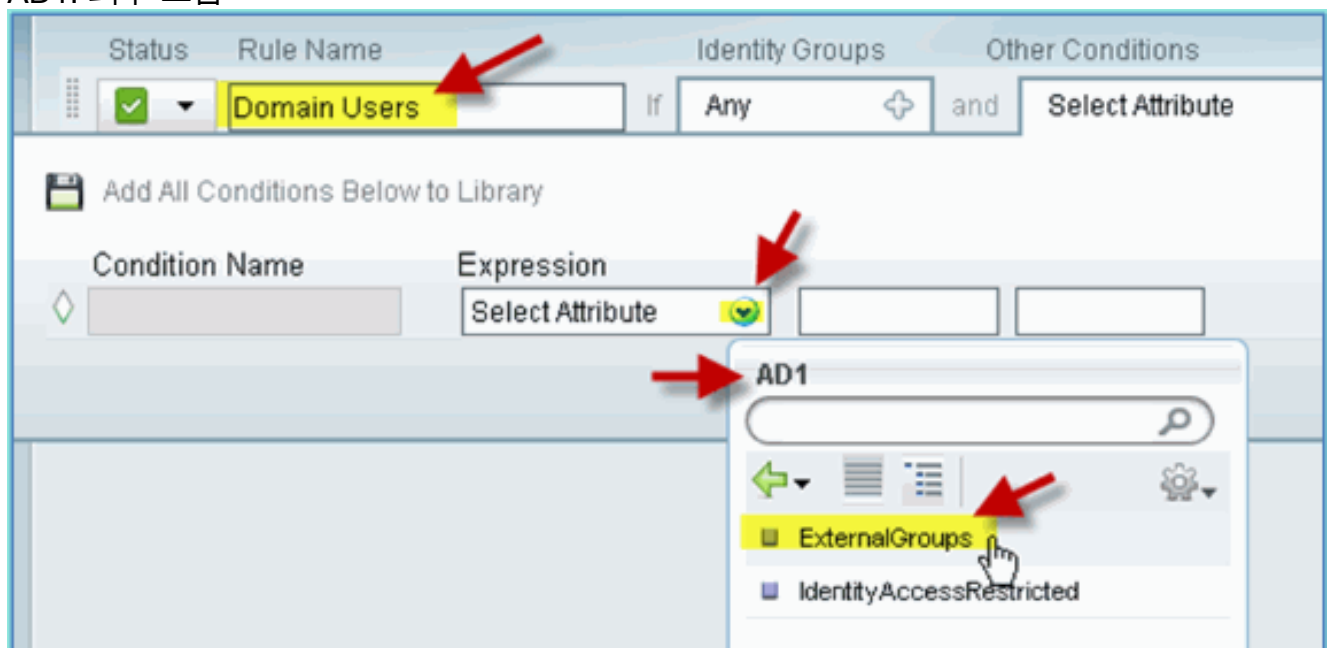 Status Rule Name Identity Groups Other Conditions
Domain Users If Any and Select Attribute
Add All Conditions Below to Library
Condition Name Expression
Select Attribute
AD1
ExternalGroups
IdentityAccessRestricted